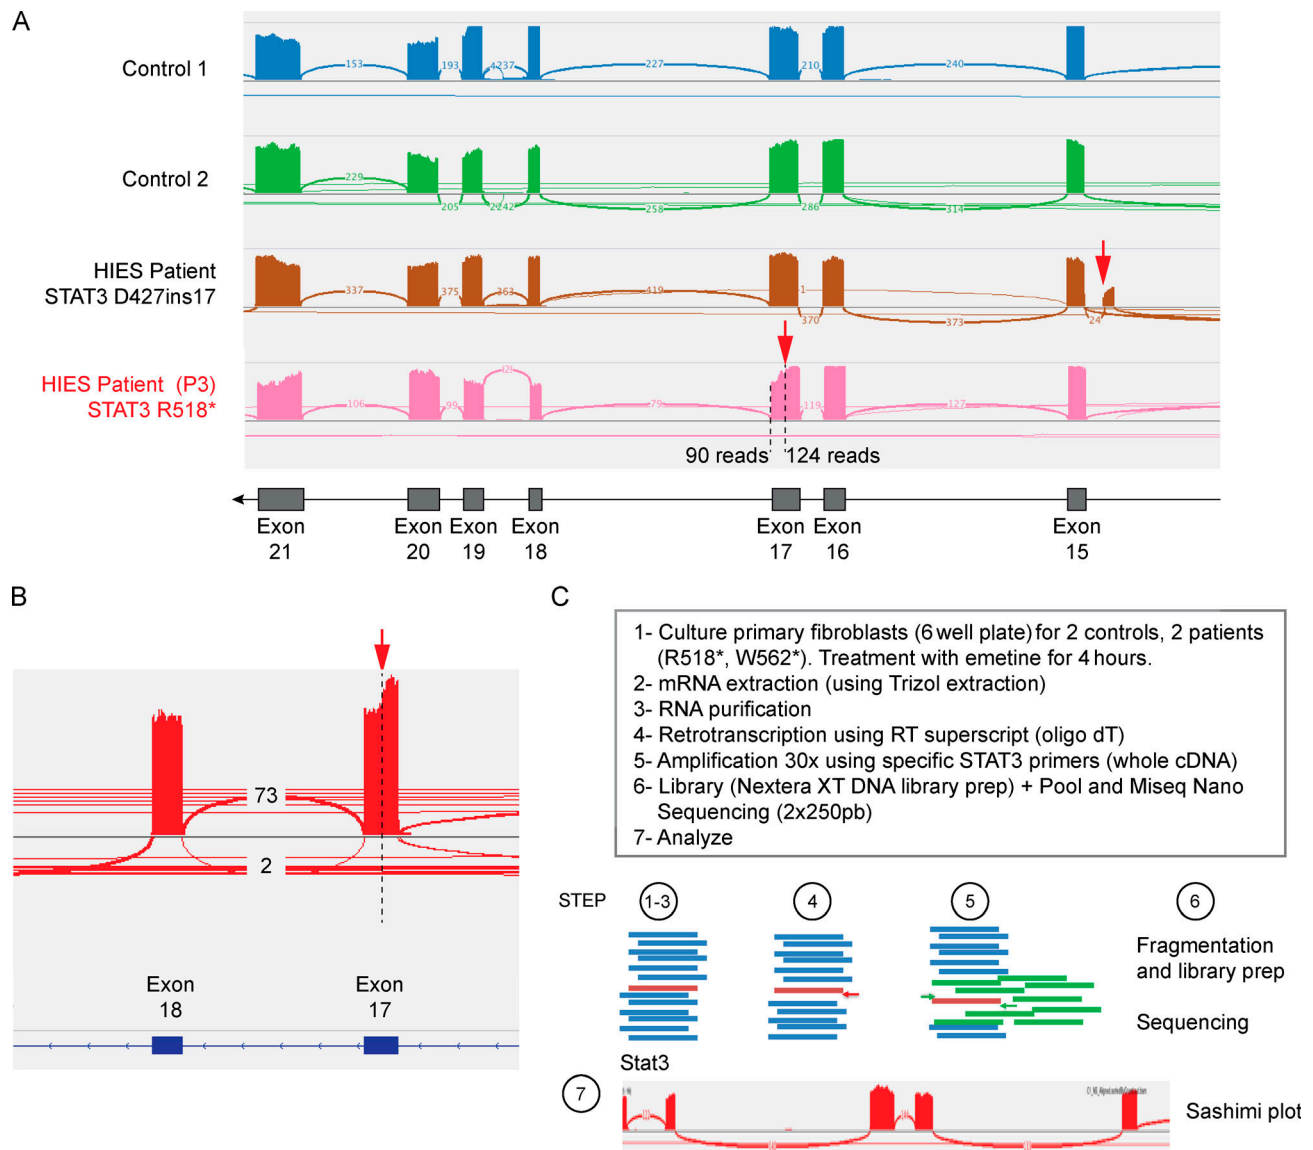 A
Control 1
153
193
4237
227
210
240
Control 2
229
205
2242
258
286
314
HIES Patient
STAT3 D427ins17
337
375
363
419
1
370
373
24
HIES Patient (P3)
STAT3 R518*
106
99
79
119
127
90 reads
124 reads
Exon
21
Exon
20
Exon
19
Exon
18
Exon
17
Exon
16
Exon
15
B
73
2
Exon
18
Exon
17
C
1- Culture primary fibroblasts (6 well plate) for 2 controls, 2 patients
(R518*, W562*). Treatment with emetine for 4 hours.
2- mRNA extraction (using Trizol extraction)
3- RNA purification
4- Retrotranscription using RT superscript (oligo dT)
5- Amplification 30x using specific STAT3 primers (whole cDNA)
6- Library (Nextera XT DNA library prep) + Pool and Miseq Nano
Sequencing (2x250pb)
7- Analyze
STEP
1-3
4
5
6
Fragmentation
and library prep
Sequencing
Stat3
7
Sashimi plot